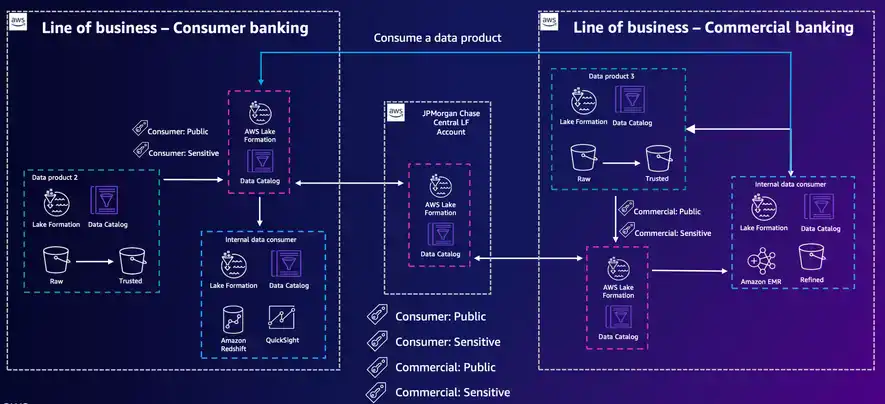 aws
Line of business – Consumer banking
Consumer: Public
Consumer: Sensitive
AWS Lake
Formation
Data Catalog
Data product 2
Lake Formation
Data Catalog
Raw
Trusted
Internal data consumer
Lake Formation
Data Catalog
Amazon
Redshift
QuickSight
Consume a data product
aws
JPMorgan Chase
Central LF
Account
AWS Lake
Formation
Data Catalog
Consumer: Public
Consumer: Sensitive
Commercial: Public
Commercial: Sensitive
aws
Line of business – Commercial banking
Data product 3
Lake Formation
Data Catalog
Raw
Trusted
Commercial: Public
Commercial: Sensitive
AWS Lake
Formation
Data Catalog
Internal data consumer
Lake Formation
Data Catalog
Amazon EMR
Refined